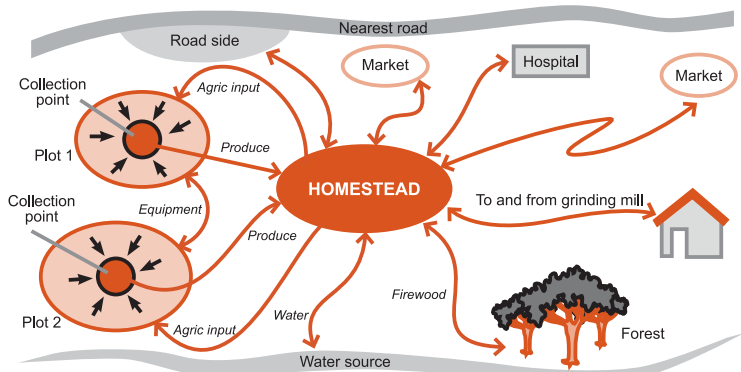 Nearest road
Road side
Market
Hospital
Market
Collection
point
Agric input
Plot 1
Produce
HOMESTEAD
To and from grinding mill
Collection
point
Equipment
Produce
Plot 2
Agric input
Water
Firewood
Forest
Water source